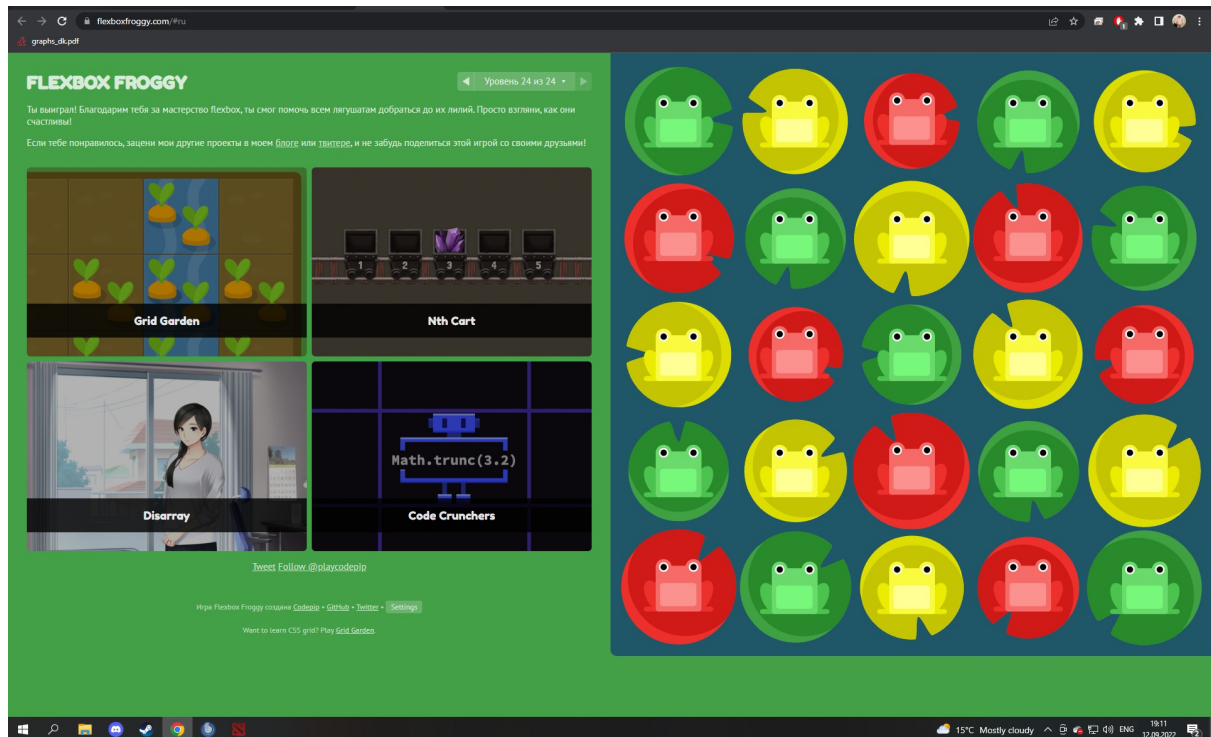 flexboxfroggy.com/#ru
1
graphs_dk.pdf
FLEXBOX FROGGY
Уровень 24 из 24
Ты выиграл! Благодарим тебя за мастерство flexbox, ты смог помочь всем лягушатам добраться до их лилий. Просто взгляни, как они
счастливы!
Если тебе понравилось, зацени мои другие проекты в моем блоге или твитере, и не забудь поделиться этой игрой со своими друзьями!
1 2 3 4 5
Grid Garden
Nth Cart
Math.trunc(3.2)
Disarray
Code Crunchers
Tweet Follow @playcodepip
Игра Flexbox Froggy создана Codepip • GitHub • Twitter • Settings
Want to learn CSS grid? Play Grid Garden.
15°C Mostly cloudy
ENG
19:11
12.09.2022
2